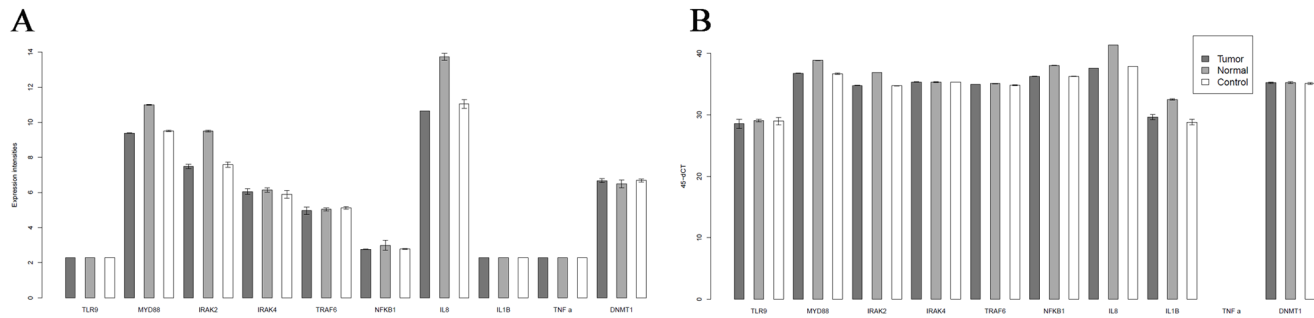 A
B
Expression intensities
0 2 4 6 8 10 12 14
TLR9 MYD88 IRAK2 IRAK4 TRAF6 NFKB1 IL8 IL1B TNF a DNMT1
45-dCT
0 10 20 30 40
Tumor
Normal
Control
TLR9 MYD88 IRAK2 IRAK4 TRAF6 NFKB1 IL8 IL1B TNF a DNMT1